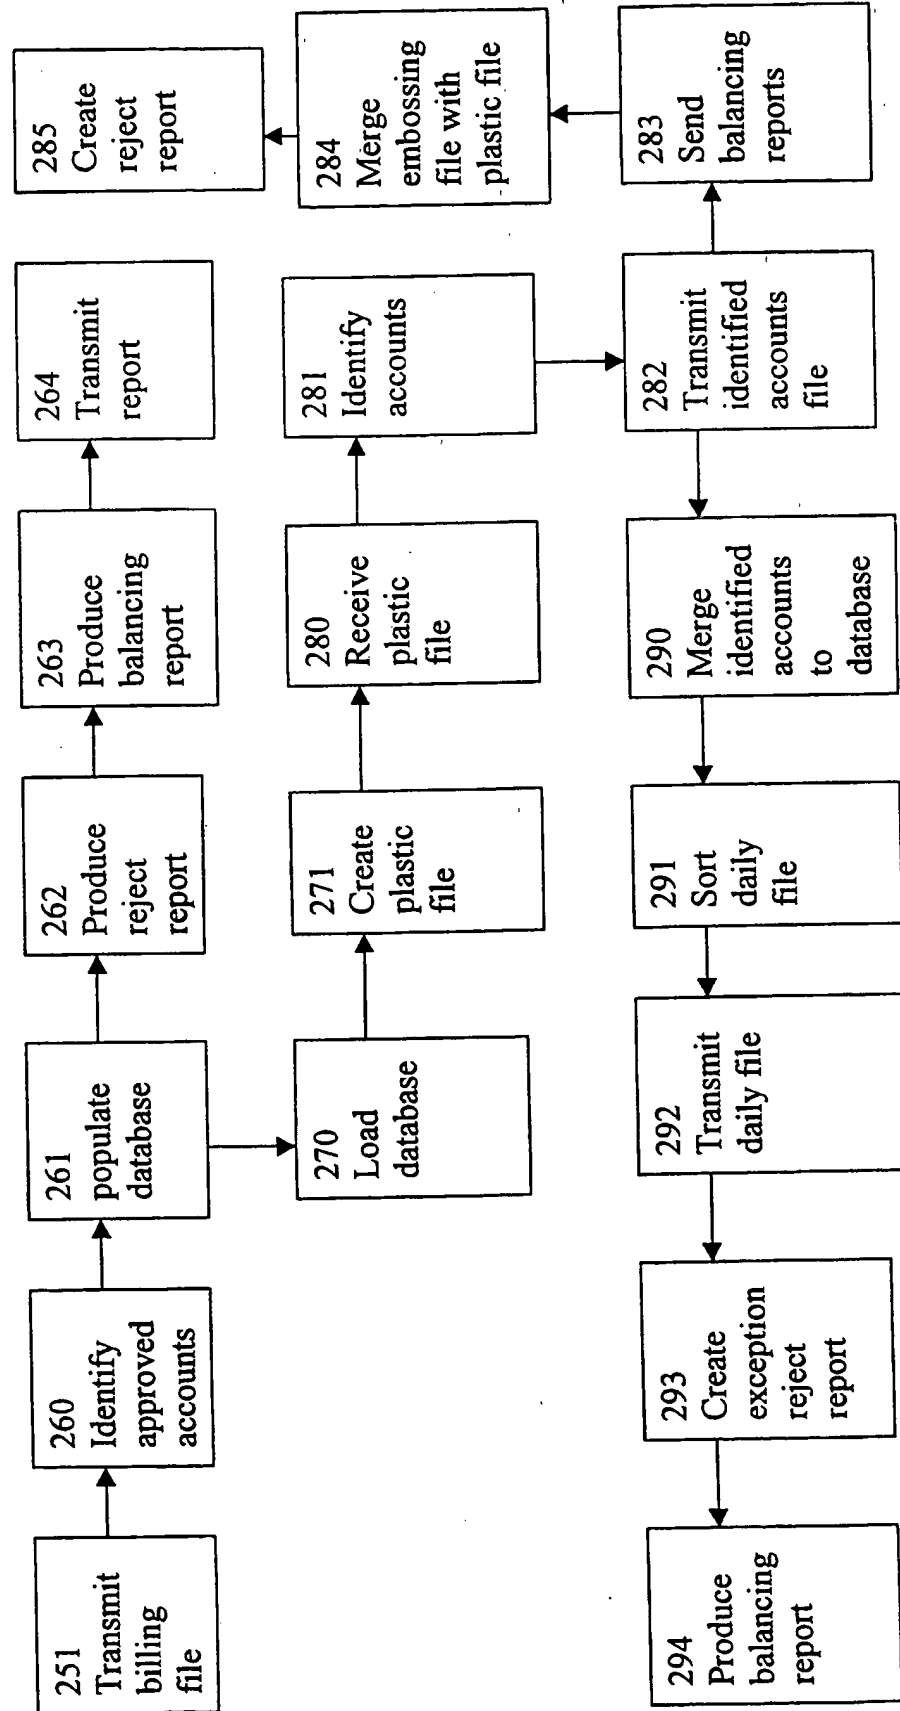 251
Transmit
billing
file
260
Identify
approved
accounts
261
populate
database
262
Produce
reject
report
263
Produce
balancing
report
264
Transmit
report
285
Create
reject
report
270
Load
database
271
Create
plastic
file
280
Receive
plastic
file
281
Identify
accounts
284
Merge
embossing
file with
plastic file
294
Produce
balancing
report
293
Create
exception
reject
report
292
Transmit
daily file
291
Sort
daily
file
290
Merge
identified
accounts
to
database
282
Transmit
identified
accounts
file
283
Send
balancing
reports